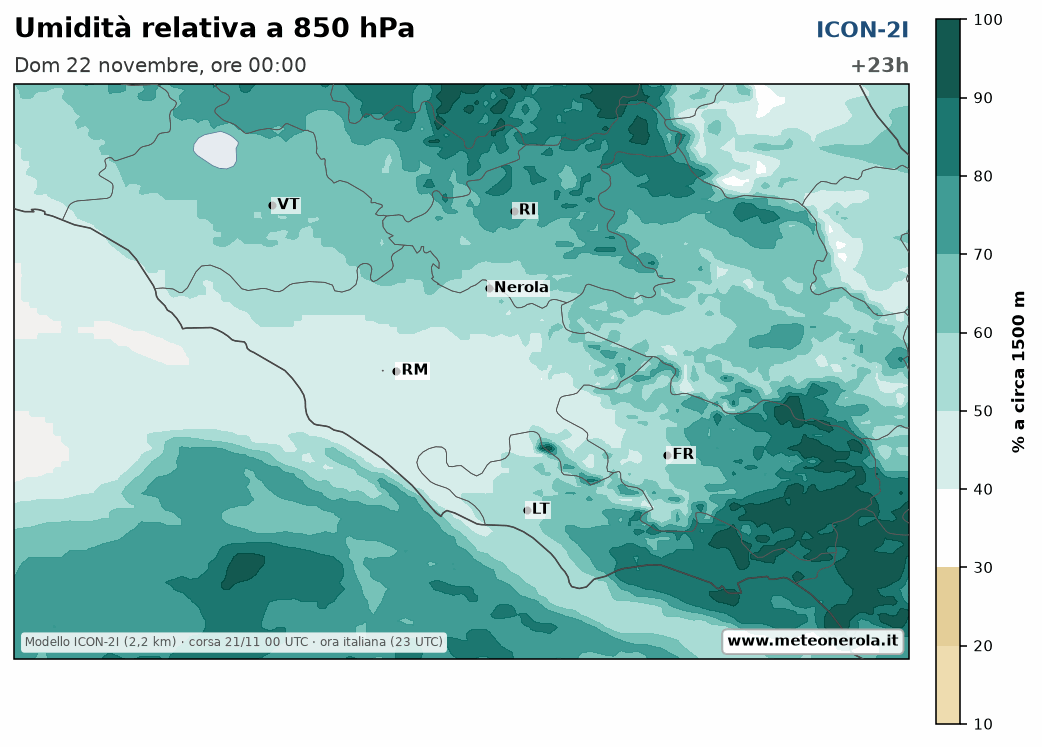 Umidità relativa a 850 hPa
ICON-2I
Dom 22 novembre, ore 00:00
+23h
VT
RI
Nerola
RM
FR
LT
Modello ICON-2I (2,2 km) · corsa 21/11 00 UTC · ora italiana (23 UTC)
www.meteonerola.it
100
90
80
70
60
50
40
30
20
10
% a circa 1500 m